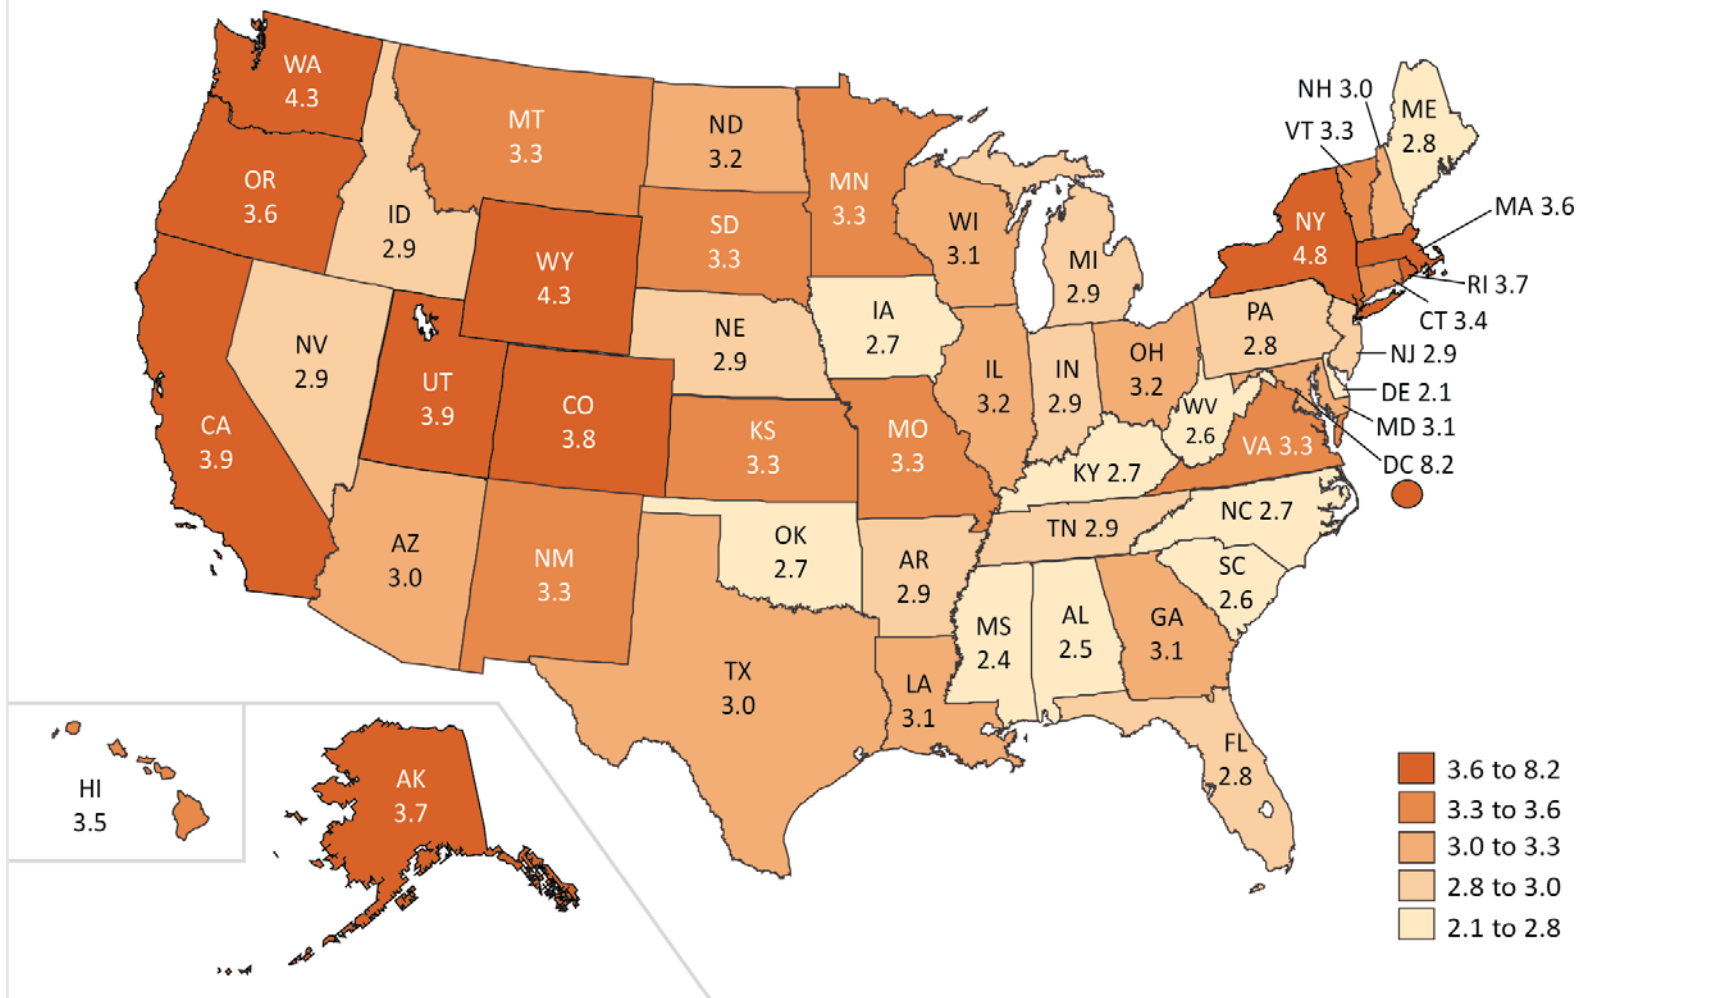 WA
4.3
OR
3.6
CA
3.9
ID
2.9
NV
2.9
MT
3.3
WY
4.3
UT
3.9
CO
3.8
AZ
3.0
NM
3.3
ND
3.2
SD
3.3
NE
2.9
KS
3.3
OK
2.7
TX
3.0
MN
3.3
IA
2.7
MO
3.3
AR
2.9
LA
3.1
WI
3.1
IL
3.2
MI
2.9
IN
2.9
OH
3.2
KY 2.7
TN 2.9
MS
2.4
AL
2.5
GA
3.1
FL
2.8
SC
2.6
NC 2.7
VA 3.3
WV
2.6
PA
2.8
NY
4.8
VT 3.3
NH 3.0
ME
2.8
MA 3.6
RI 3.7
CT 3.4
NJ 2.9
DE 2.1
MD 3.1
DC 8.2
HI
3.5
AK
3.7
3.6 to 8.2
3.3 to 3.6
3.0 to 3.3
2.8 to 3.0
2.1 to 2.8